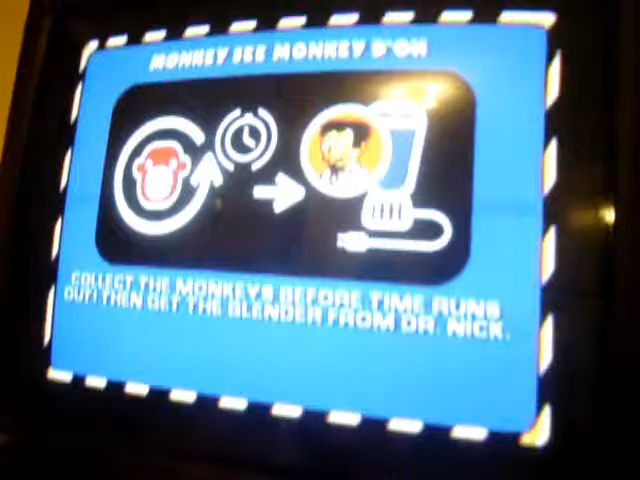 MONKEY SEE MONKEY D'OH
COLLECT THE MONKEYS BEFORE TIME RUNS
OUT! THEN GET THE BLENDER FROM DR. NICK.